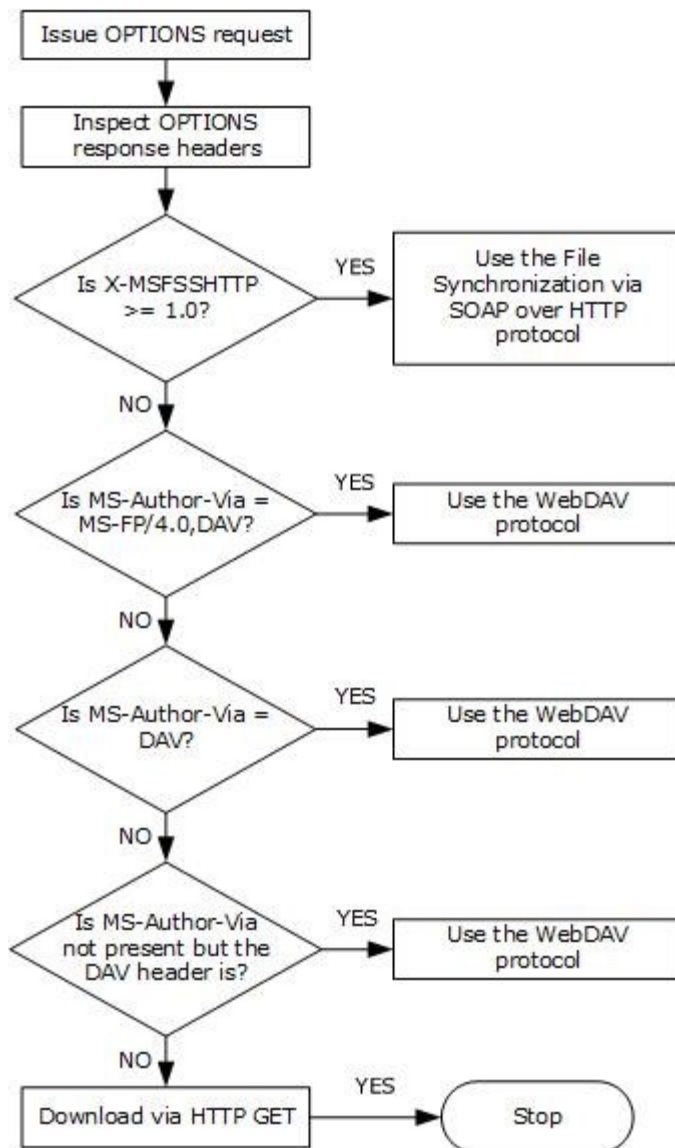 Issue OPTIONS request
Inspect OPTIONS
response headers
Is X-MSFSSHTTP
>= 1.0?
YES
Use the File
Synchronization via
SOAP over HTTP
protocol
NO
Is MS-Author-Via =
MS-FP/4.0,DAV?
YES
Use the WebDAV
protocol
NO
Is MS-Author-Via =
DAV?
YES
Use the WebDAV
protocol
NO
Is MS-Author-Via
not present but the
DAV header is?
YES
Use the WebDAV
protocol
NO
Download via HTTP GET
YES
Stop